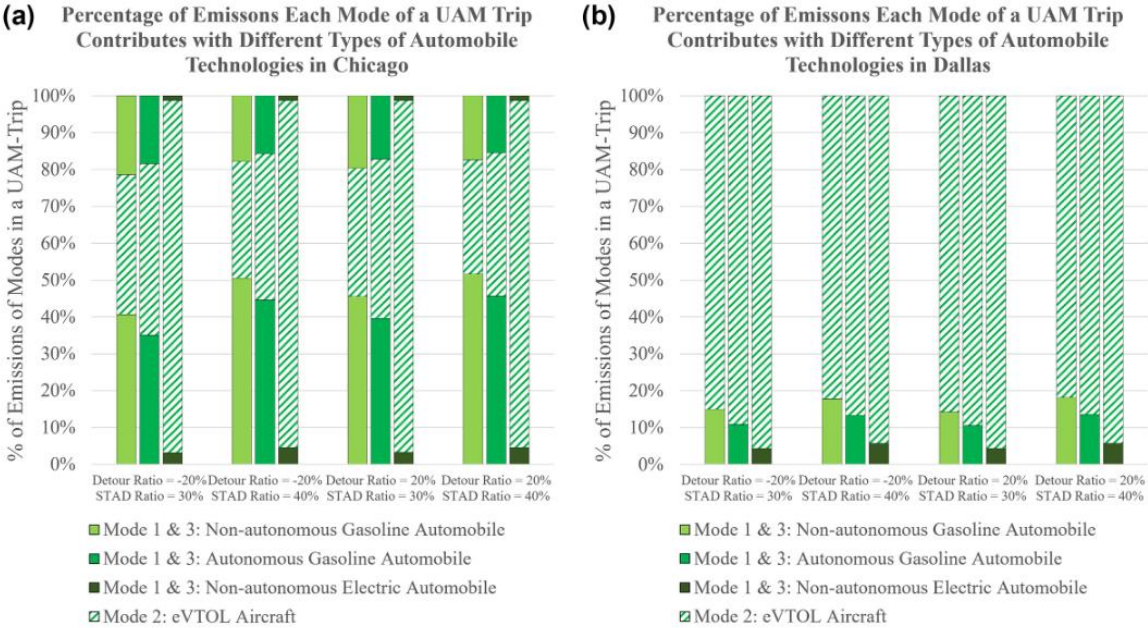 (a)
Percentage of Emissons Each Mode of a UAM Trip
Contributes with Different Types of Automobile
Technologies in Chicago
% of Emissions of Modes in a UAM-Trip
100%
90%
80%
70%
60%
50%
40%
30%
20%
10%
0%
Detour Ratio = -20% Detour Ratio = -20% Detour Ratio = 20% Detour Ratio = 20%
STAD Ratio = 30% STAD Ratio = 40% STAD Ratio = 30% STAD Ratio = 40%
Mode 1 & 3: Non-autonomous Gasoline Automobile
Mode 1 & 3: Autonomous Gasoline Automobile
Mode 1 & 3: Non-autonomous Electric Automobile
Mode 2: eVTOL Aircraft
(b)
Percentage of Emissons Each Mode of a UAM Trip
Contributes with Different Types of Automobile
Technologies in Dallas
% of Emissions of Modes in a UAM-Trip
100%
90%
80%
70%
60%
50%
40%
30%
20%
10%
0%
Detour Ratio = -20% Detour Ratio = -20% Detour Ratio = 20% Detour Ratio = 20%
STAD Ratio = 30% STAD Ratio = 40% STAD Ratio = 30% STAD Ratio = 40%
Mode 1 & 3: Non-autonomous Gasoline Automobile
Mode 1 & 3: Autonomous Gasoline Automobile
Mode 1 & 3: Non-autonomous Electric Automobile
Mode 2: eVTOL Aircraft